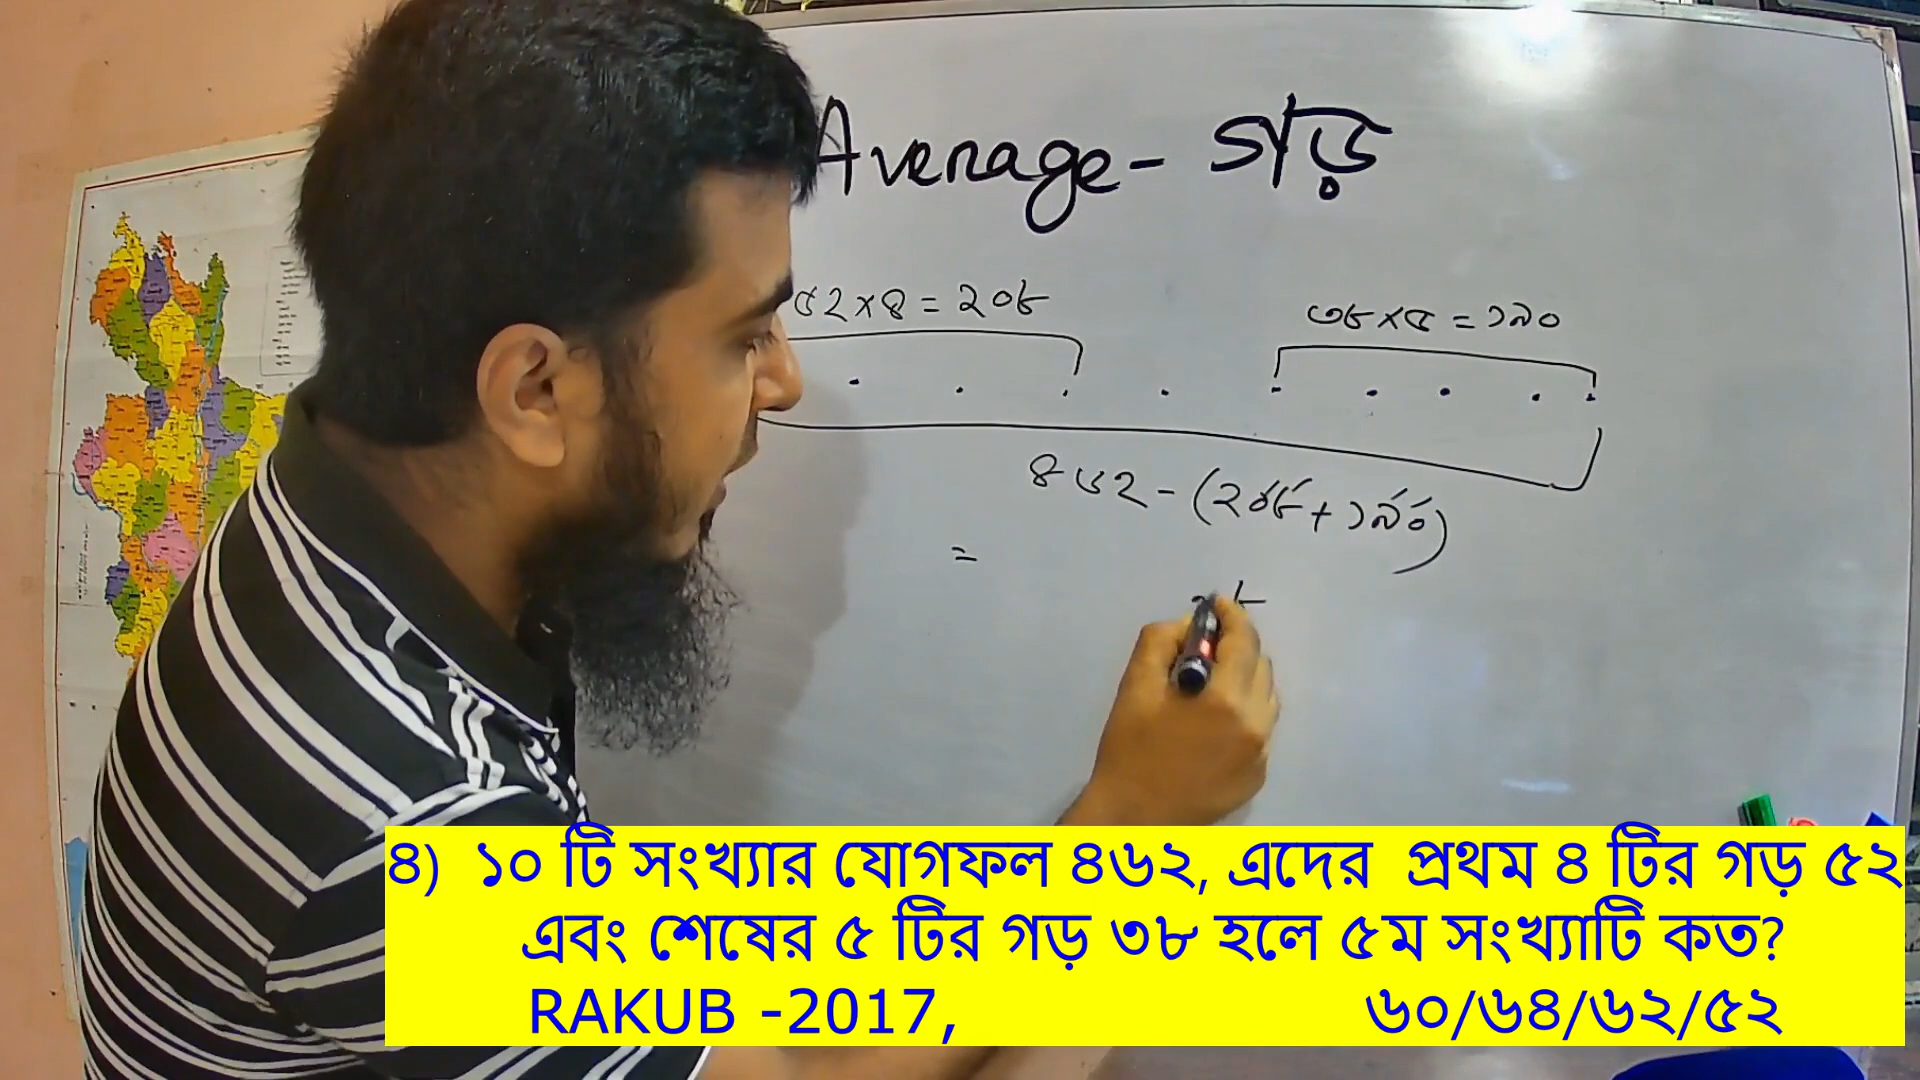 Average - গড়
৫২×৪ = ২০৮
৩৮×৫ = ১৯০
৪৬২ - (২০৮ + ১৯০)
=
৯৮
৪) ১০ টি সংখ্যার যোগফল ৪৬২, এদের প্রথম ৪ টির গড় ৫২
এবং শেষের ৫ টির গড় ৩৮ হলে ৫ম সংখ্যাটি কত?
RAKUB -2017, ৬০/৬৪/৬২/৫২